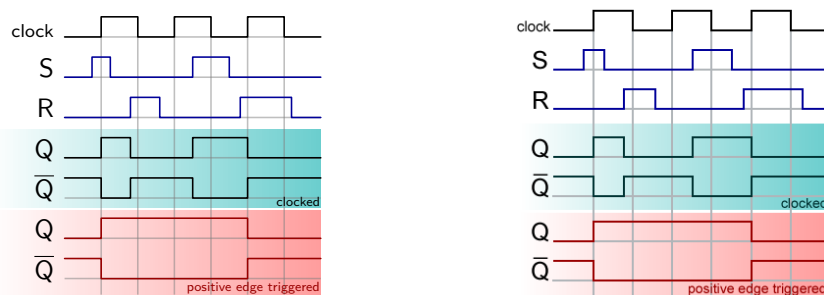 clock
S
R
Q
Q̅
clocked
Q
Q̅
positive edge triggered
clock
S
R
Q
Q̅
clocked
Q
Q̅
positive edge triggered